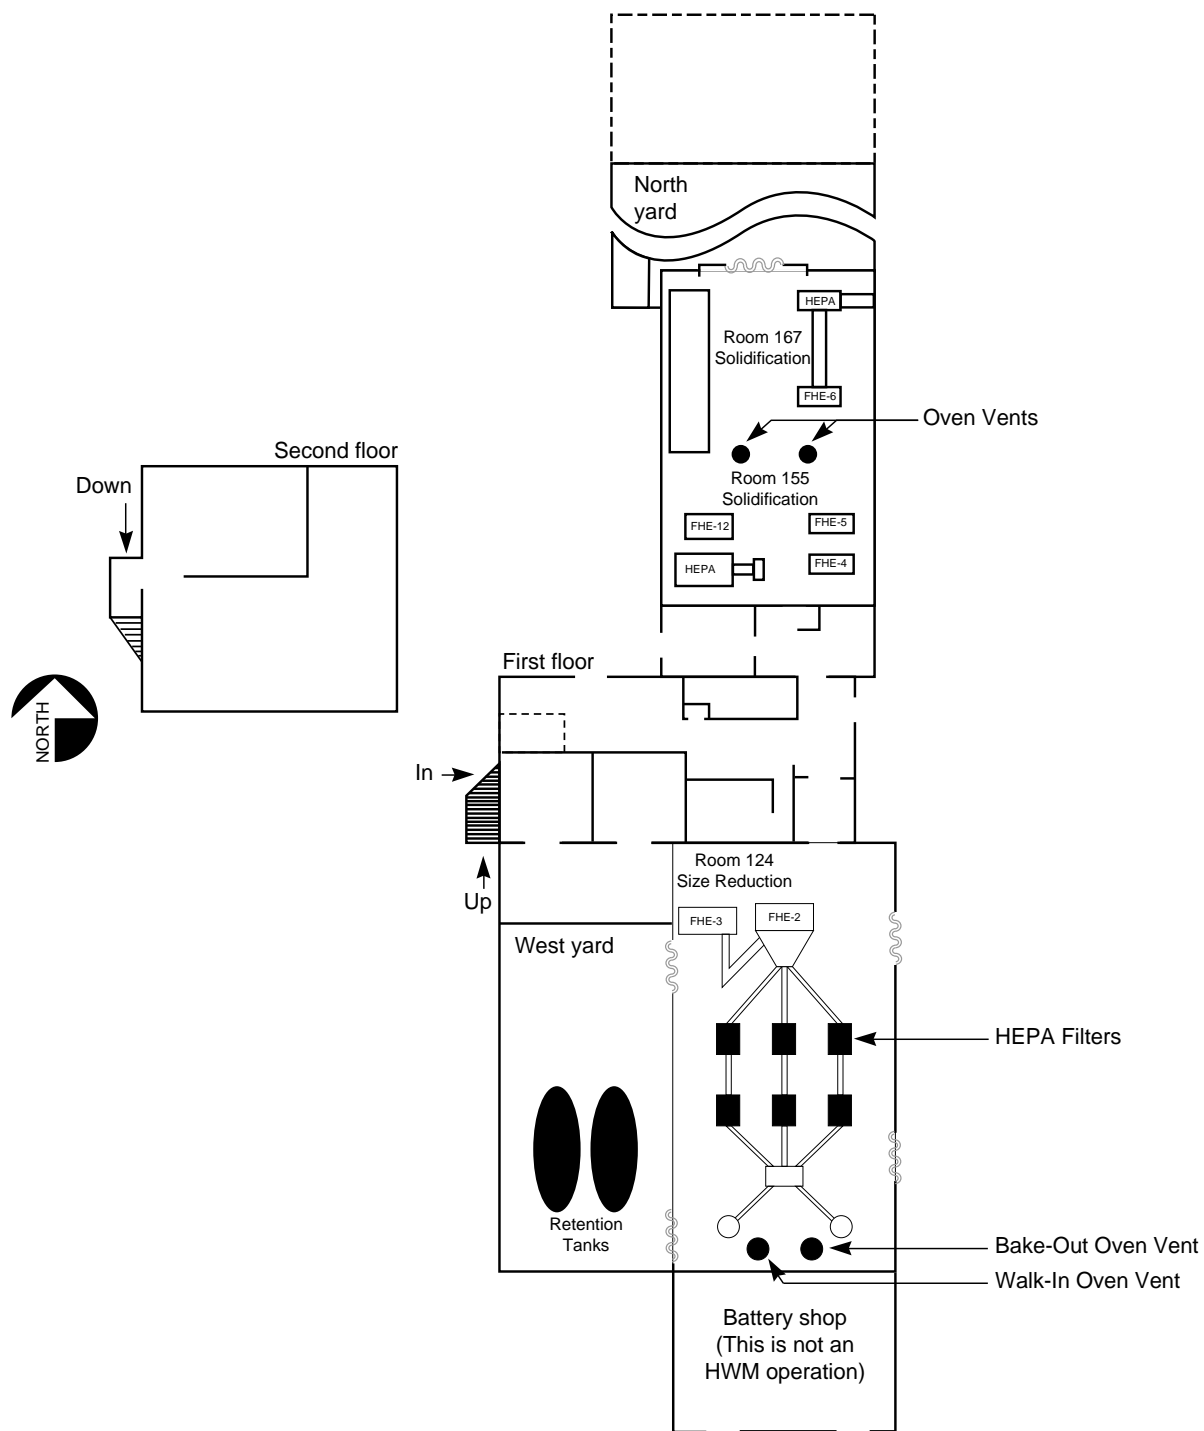 North
yard
HEPA
Room 167
Solidification
FHE-6
Oven Vents
Second floor
Room 155
Solidification
Down
FHE-12
FHE-5
HEPA
FHE-4
First floor
NORTH
In
Room 124
Size Reduction
Up
FHE-3
FHE-2
West yard
HEPA Filters
Retention
Tanks
Bake-Out Oven Vent
Walk-In Oven Vent
Battery shop
(This is not an
HWM operation)